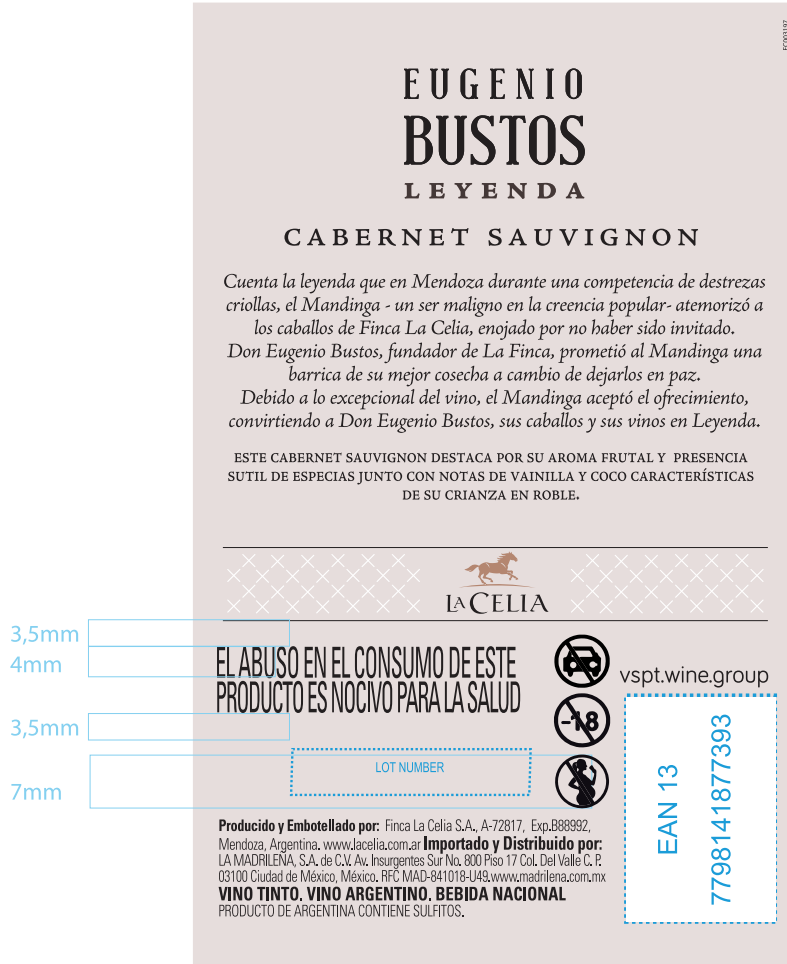 FC003197
EUGENIO
BUSTOS
LEYENDA
CABERNET SAUVIGNON
Cuenta la leyenda que en Mendoza durante una competencia de destrezas
criollas, el Mandinga - un ser maligno en la creencia popular- atemorizó a
los caballos de Finca La Celia, enojado por no haber sido invitado.
Don Eugenio Bustos, fundador de La Finca, prometió al Mandinga una
barrica de su mejor cosecha a cambio de dejarlos en paz.
Debido a lo excepcional del vino, el Mandinga aceptó el ofrecimiento,
convirtiendo a Don Eugenio Bustos, sus caballos y sus vinos en Leyenda.
ESTE CABERNET SAUVIGNON DESTACA POR SU AROMA FRUTAL Y PRESENCIA
SUTIL DE ESPECIAS JUNTO CON NOTAS DE VAINILLA Y COCO CARACTERÍSTICAS
DE SU CRIANZA EN ROBLE.
LA CELIA
3,5mm
4mm
3,5mm
7mm
EL ABUSO EN EL CONSUMO DE ESTE
PRODUCTO ES NOCIVO PARA LA SALUD
-18
vspt.wine.group
LOT NUMBER
EAN 13
7798141877393
Producido y Embotellado por: Finca La Celia S.A., A-72817, Exp.B88992,
Mendoza, Argentina. www.lacelia.com.ar Importado y Distribuido por:
LA MADRILEÑA, S.A. de C.V. Av. Insurgentes Sur No. 800 Piso 17 Col. Del Valle C. P.
03100 Ciudad de México, México. RFC MAD-841018-U49.www.madrilena.com.mx
VINO TINTO. VINO ARGENTINO. BEBIDA NACIONAL
PRODUCTO DE ARGENTINA CONTIENE SULFITOS.